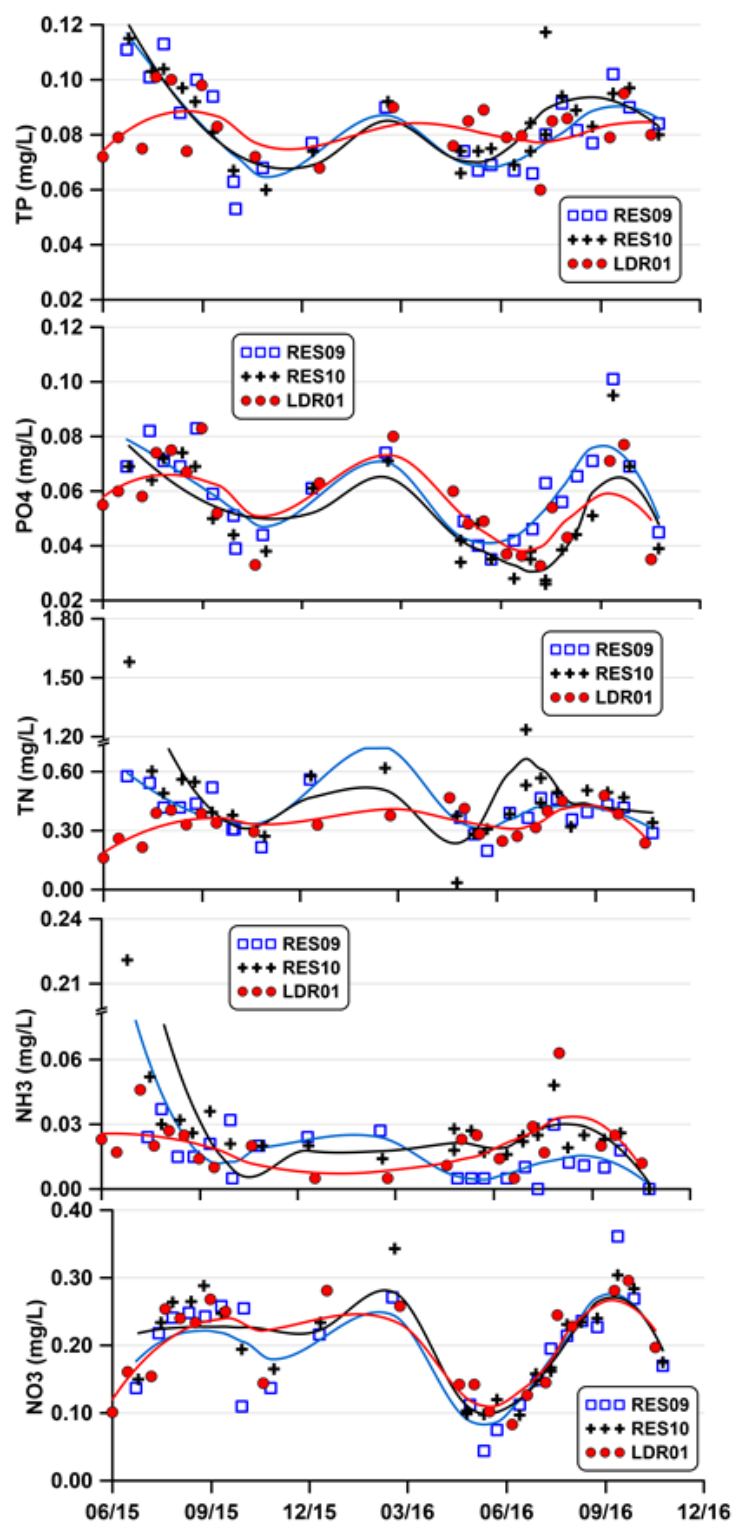 0.12
0.10
0.08
0.06
0.04
0.02
TP (mg/L)
RES09
RES10
LDR01
0.12
0.10
0.08
0.06
0.04
0.02
PO4 (mg/L)
RES09
RES10
LDR01
1.80
1.50
1.20
0.60
0.30
0.00
TN (mg/L)
RES09
RES10
LDR01
0.24
0.21
0.06
0.03
0.00
NH3 (mg/L)
RES09
RES10
LDR01
0.40
0.30
0.20
0.10
0.00
NO3 (mg/L)
RES09
RES10
LDR01
06/15 09/15 12/15 03/16 06/16 09/16 12/16